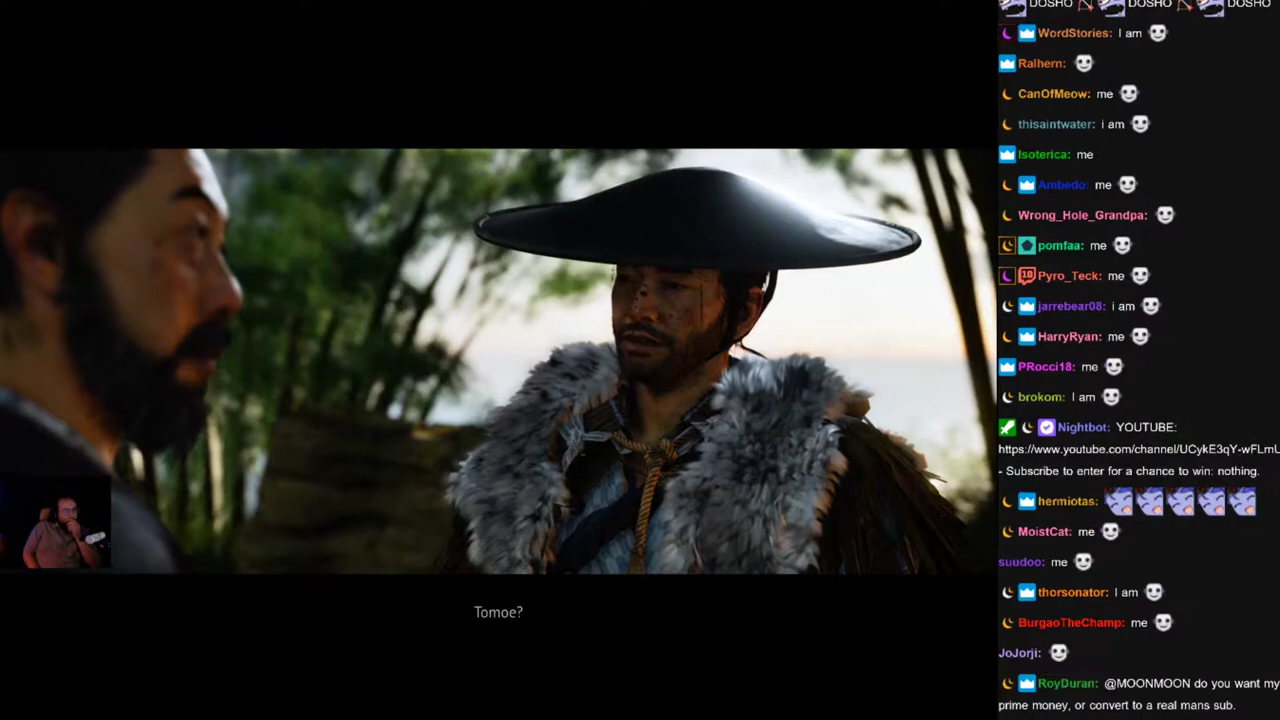 DOSHO DOSHO DOSHO
WordStories: I am
Ralhern:
CanOfMeow: me
thisaintwater: i am
Isoterica: me
Ambedo: me
Wrong_Hole_Grandpa:
pomfaa: me
Pyro_Teck: me
jarrebear08: i am
HarryRyan: me
PRocci18: me
brokom: I am
Nightbot: YOUTUBE:
https://www.youtube.com/channel/UCykE3qY-wFLmU
- Subscribe to enter for a chance to win: nothing.
hermiotas:
MoistCat: me
suudoo: me
thorsonator: I am
Tomoe?
BurgaoTheChamp: me
JoJorji:
RoyDuran: @MOONMOON do you want my
prime money, or convert to a real mans sub.